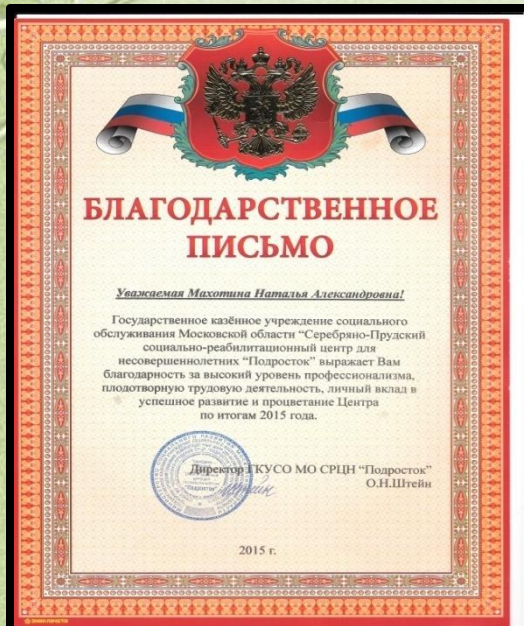 БЛАГОДАРСТВЕННОЕ
ПИСЬМО
Уважаемая Махотина Наталья Александровна!
Государственное казённое учреждение социального
обслуживания Московской области “Серебряно-Прудский
социально-реабилитационный центр для
несовершеннолетних “Подросток” выражает Вам
благодарность за высокий уровень профессионализма,
плодотворную трудовую деятельность, личный вклад в
успешное развитие и процветание Центра
по итогам 2015 года.
Директор ГКУСО МО СРЦН “Подросток”
О.Н.Штейн
"ПОДРОСТОК"
2015 г.